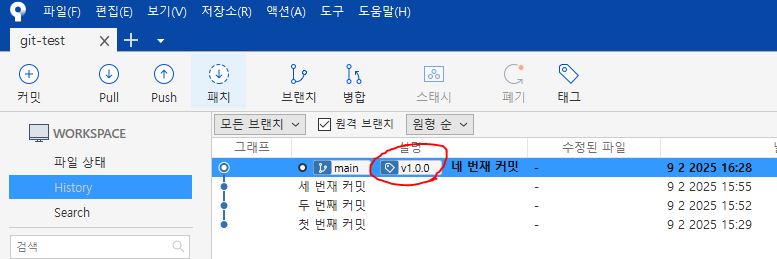 파일(F) 편집(E) 보기(V) 저장소(R) 액션(A) 도구 도움말(H)
git-test
커밋 Pull Push 패치 브랜치 병합 스태시 폐기 태그
WORKSPACE
파일 상태
History
Search
검색
모든 브랜치 원격 브랜치 원형 순
그래프 설명 수정된 파일
main v1.0.0 네 번재 커밋 - 9 2 2025 16:28
세 번째 커밋 - 9 2 2025 15:55
두 번째 커밋 - 9 2 2025 15:52
첫 번째 커밋 - 9 2 2025 15:29